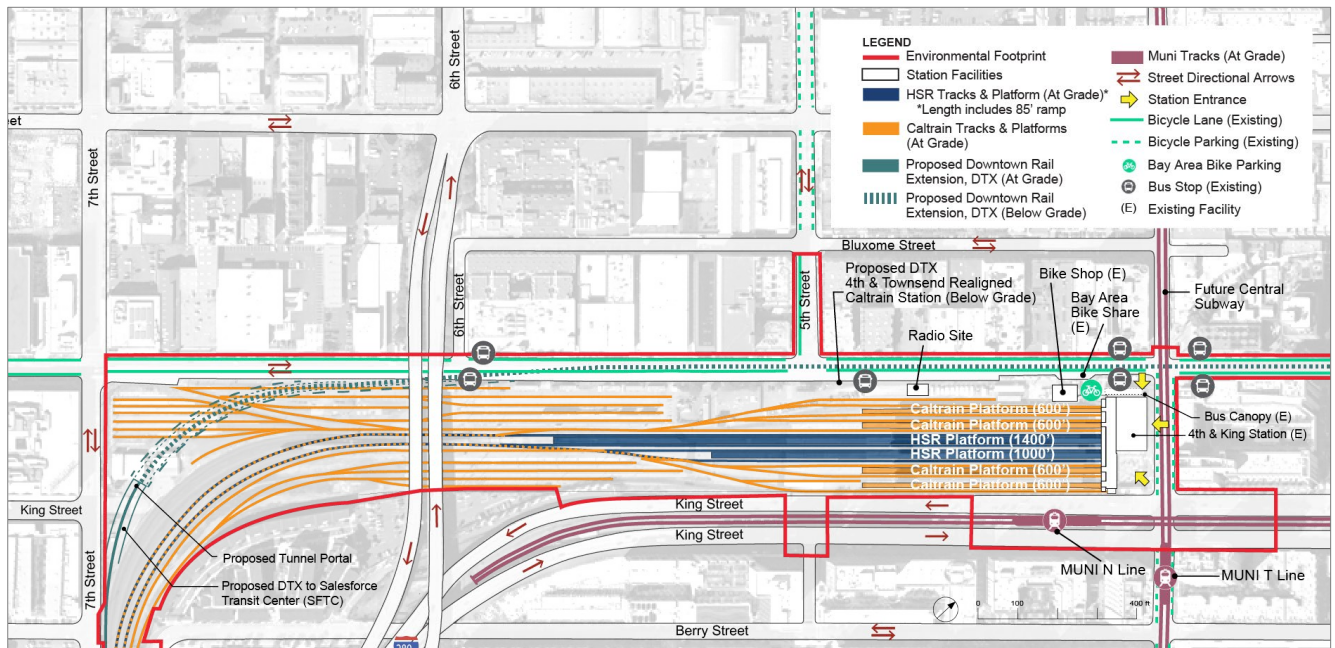 LEGEND
Environmental Footprint
Station Facilities
HSR Tracks & Platform (At Grade)*
*Length includes 85' ramp
Caltrain Tracks & Platforms
(At Grade)
Proposed Downtown Rail
Extension, DTX (At Grade)
Proposed Downtown Rail
Extension, DTX (Below Grade)
Muni Tracks (At Grade)
Street Directional Arrows
Station Entrance
Bicycle Lane (Existing)
Bicycle Parking (Existing)
Bay Area Bike Parking
Bus Stop (Existing)
(E) Existing Facility
6th Street
eet
7th Street
Bluxome Street
6th Street
5th Street
Proposed DTX
4th & Townsend Realigned
Caltrain Station (Below Grade)
Bike Shop (E)
Bay Area
Bike Share
(E)
Future Central
Subway
Radio Site
Caltrain Platform (600')
Caltrain Platform (600')
HSR Platform (1400')
HSR Platform (1000')
Caltrain Platform (600')
Caltrain Platform (600')
Bus Canopy (E)
4th & King Station (E)
King Street
King Street
King Street
7th Street
Proposed Tunnel Portal
Proposed DTX to Salesforce
Transit Center (SFTC)
MUNI N Line
MUNI T Line
0 100 400 ft
Berry Street
280